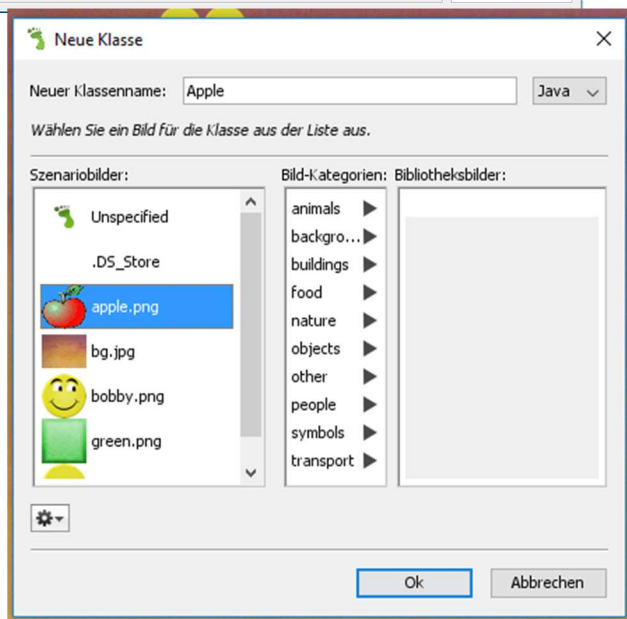 Neue Klasse
Neuer Klassenname: Apple Java
Wählen Sie ein Bild für die Klasse aus der Liste aus.
Szenariobilder: Bild-Kategorien: Bibliotheksbilder:
Unspecified
.DS_Store
apple.png
bg.jpg
bobby.png
green.png
animals
backgro...
buildings
food
nature
objects
other
people
symbols
transport
Ok Abbrechen